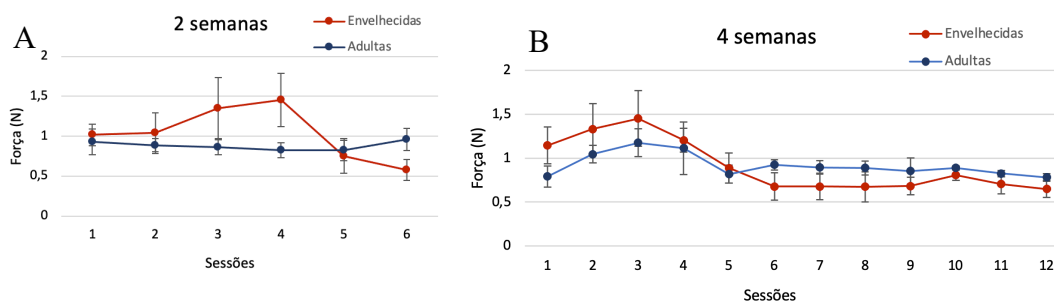 A
2 semanas
Envelhecidas
Adultas
2
1,5
1
0,5
0
Força (N)
1 2 3 4 5 6
Sessões
B
4 semanas
Envelhecidas
Adultas
2
1,5
1
0,5
0
Força (N)
1 2 3 4 5 6 7 8 9 10 11 12
Sessões